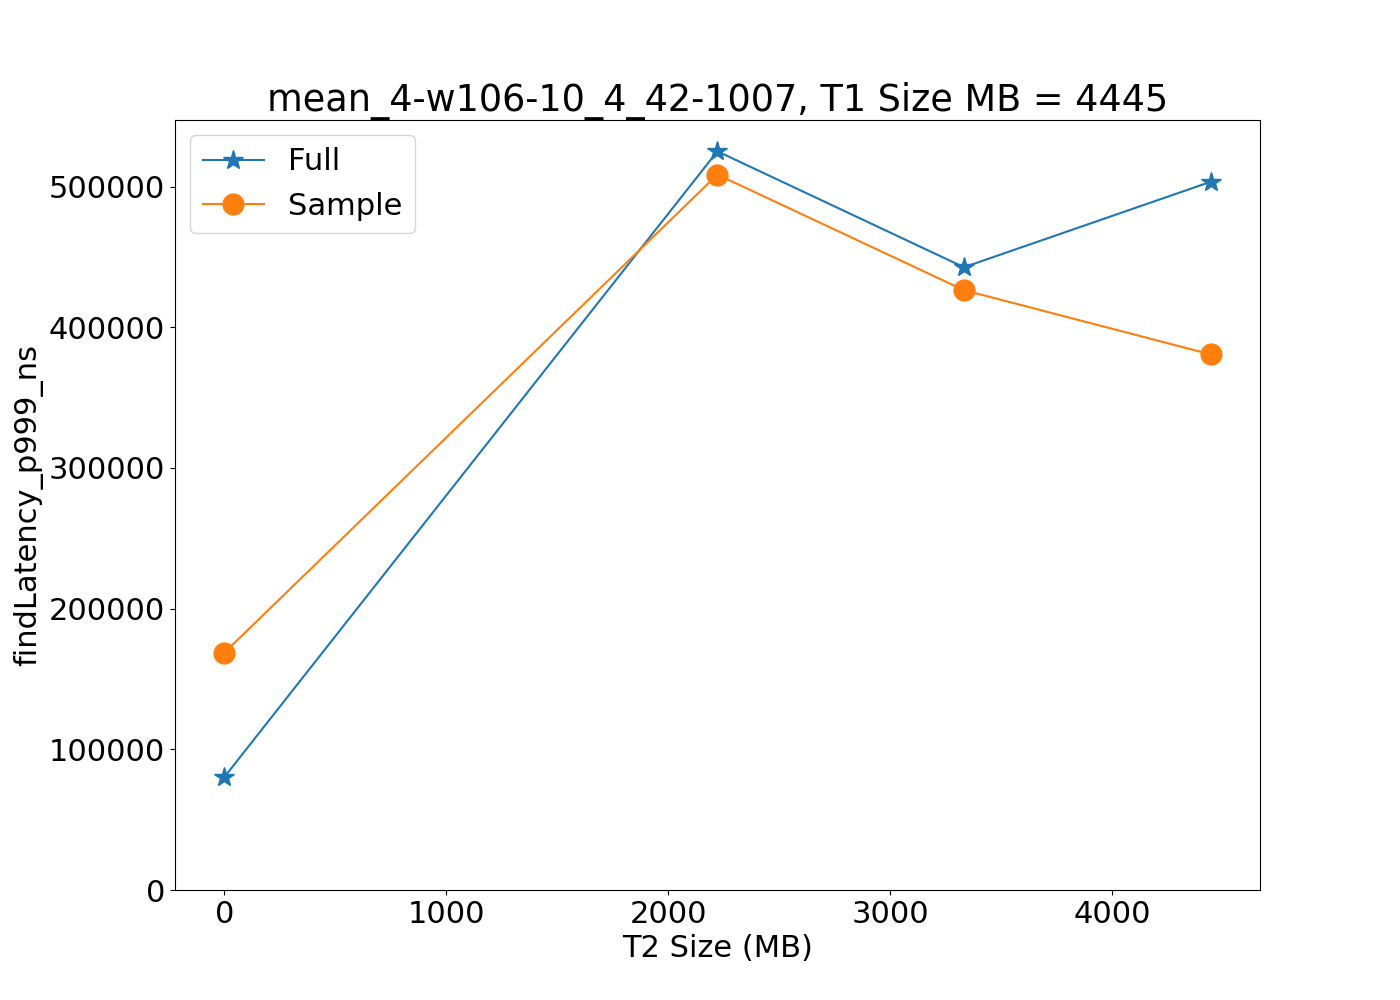 mean_4-w106-10_4_42-1007, T1 Size MB = 4445
Full
Sample
findLatency_p999_ns
500000
400000
300000
200000
100000
0
0 1000 2000 3000 4000
T2 Size (MB)